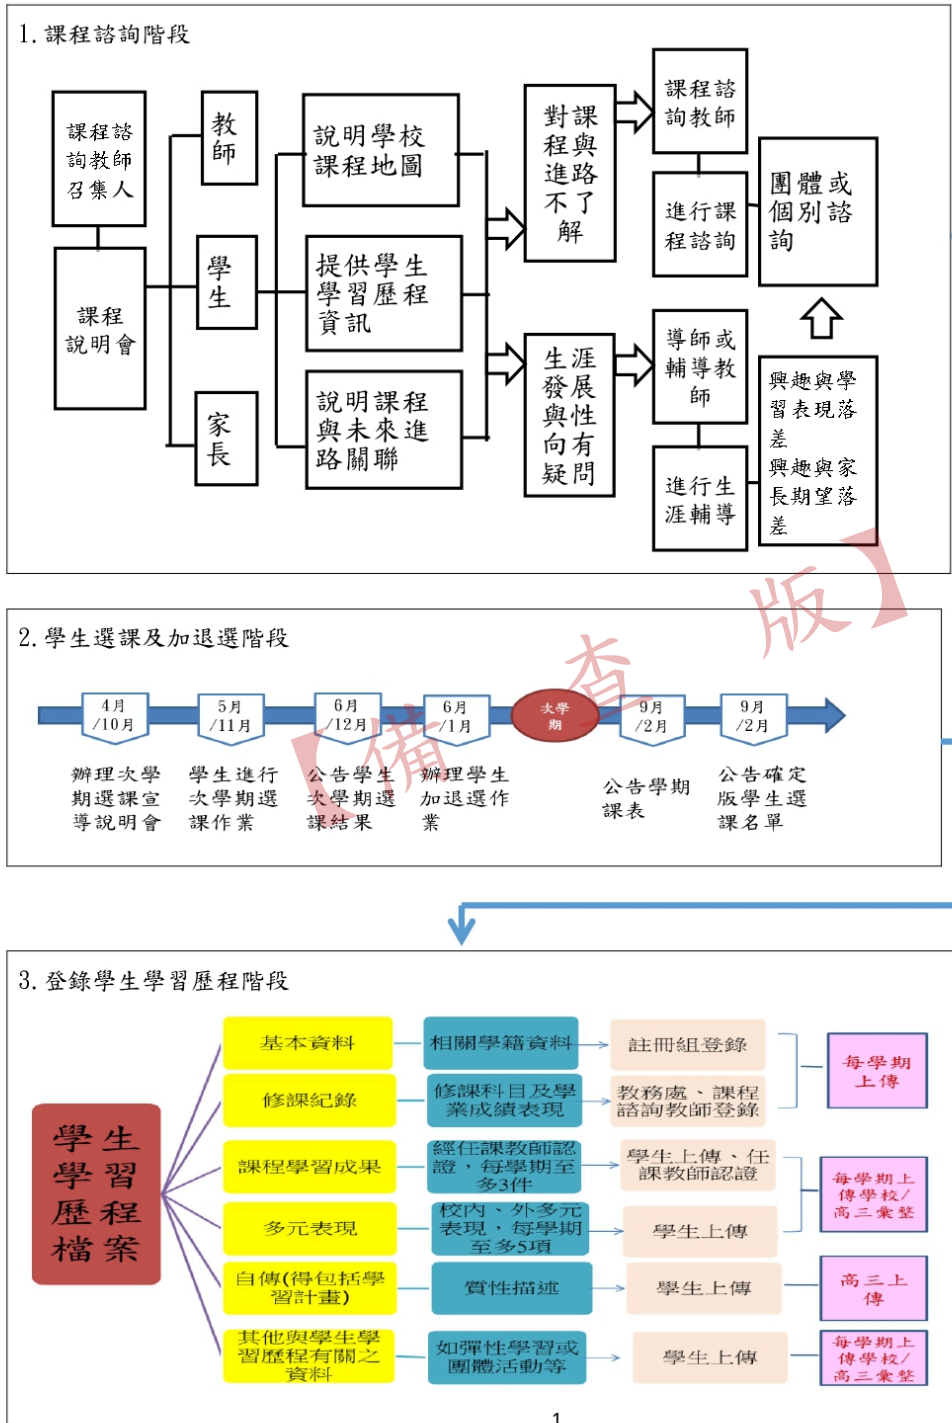 1.課程諮詢階段
課程諮
詢教師
召集人
課程
說明會
教
師
學
生
家
長
說明學校
課程地圖
提供學生
學習歷程
資訊
說明課程
與未來進
路關聯
對課
程與
進路
不了
解
生涯
發展
與性
向有
疑問
課程諮
詢教師
進行課
程諮詢
團體或
個別諮
詢
導師或
輔導教
師
進行生
涯輔導
興趣與學
習表現落
差
興趣與家
長期望落
差
【備查版】
2.學生選課及加退選階段
4月
/10月
辦理次學
期選課宣
導說明會
5月
/11月
學生進行
次學期選
課作業
6月
/12月
公告學生
次學期選
課結果
6月
/1月
辦理學生
加退選作
業
次學
期
9月
/2月
公告學期
課表
9月
/2月
公告確定
版學生選
課名單
3.登錄學生學習歷程階段
學生
學習
歷程
檔案
基本資料
相關學籍資料
註冊組登錄
修課紀錄
修課科目及學
業成績表現
教務處、課程
諮詢教師登錄
每學期
上傳
課程學習成果
經任課教師認
證，每學期至
多3件
學生上傳、任
課教師認證
多元表現
校內、外多元
表現，每學期
至多5項
學生上傳
每學期上
傳學校/
高三彙整
自傳(得包括學
習計畫)
質性描述
學生上傳
高三上
傳
其他與學生學
習歷程有關之
資料
如彈性學習或
團體活動等
學生上傳
每學期上
傳學校/
高三彙整
1